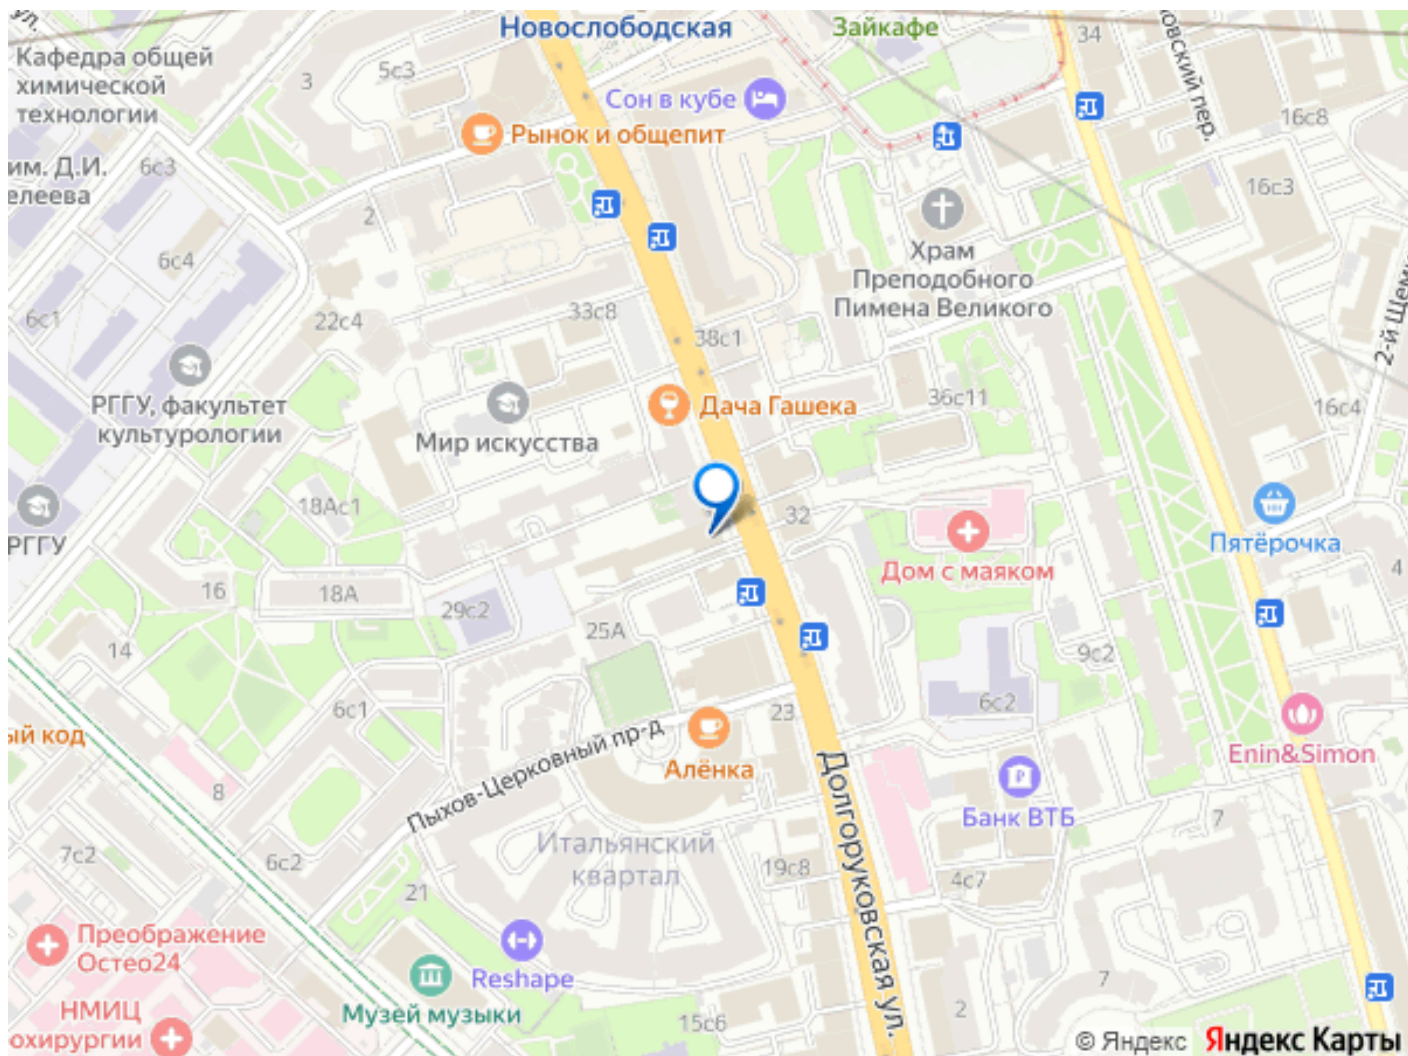 ул.
Новослободская
Зайкафе
34
Кафедра общей
химической
технологии
3
5с3
Сон в кубе
16с8
Рынок и общепит
им. Д.И.
елеева
6с3
16с3
2
Храм
Преподобного
Пимена Великого
6с4
6с1
22с4
33с8
38с1
2-й Щем
РГГУ, факультет
культурологии
Мир искусства
Дача Гашека
36с11
16с4
18Ас1
32
РГГУ
Дом с маяком
Пятёрочка
4
16
18А
29с2
25А
14
9с2
6с1
6с2
ый код
23
Enin&Simon
Пыхов-Церковный пр-д
Алёнка
8
Банк ВТБ
7
Итальянский
квартал
7с2
6с2
19с8
4с7
21
Долгоруковская ул.
Преображение
Остео24
Reshape
7
НМИЦ
охирургии
Музей музыки
15с6
2
© Яндекс Яндекс Карты